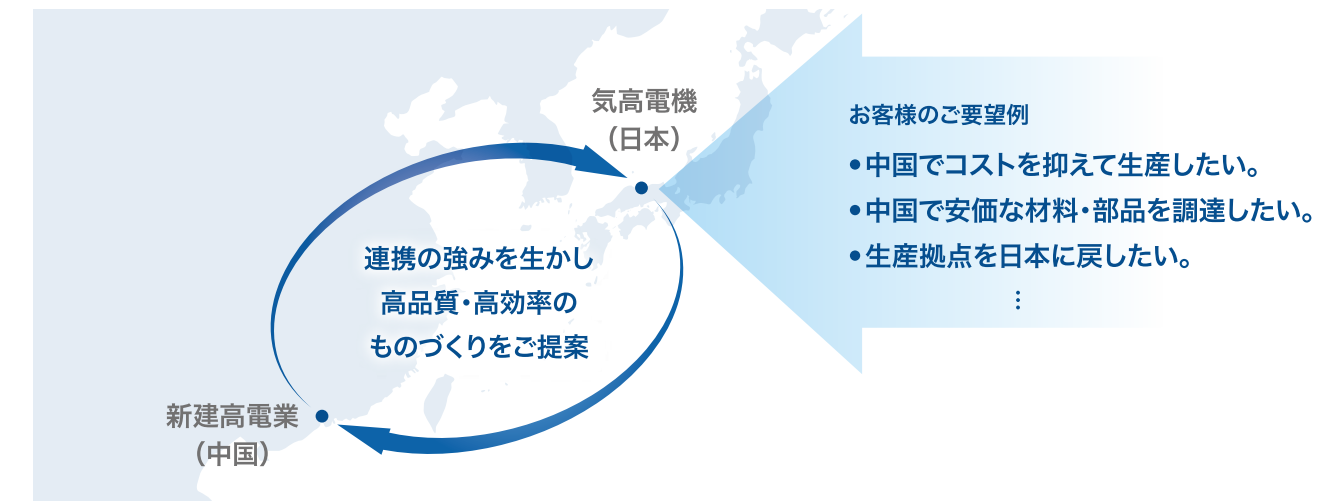 気高電機
（日本）
お客様のご要望例
●中国でコストを抑えて生産したい。
●中国で安価な材料・部品を調達したい。
●生産拠点を日本に戻したい。
⋮
連携の強みを生かし
高品質・高効率の
ものづくりをご提案
新建高電業
（中国）